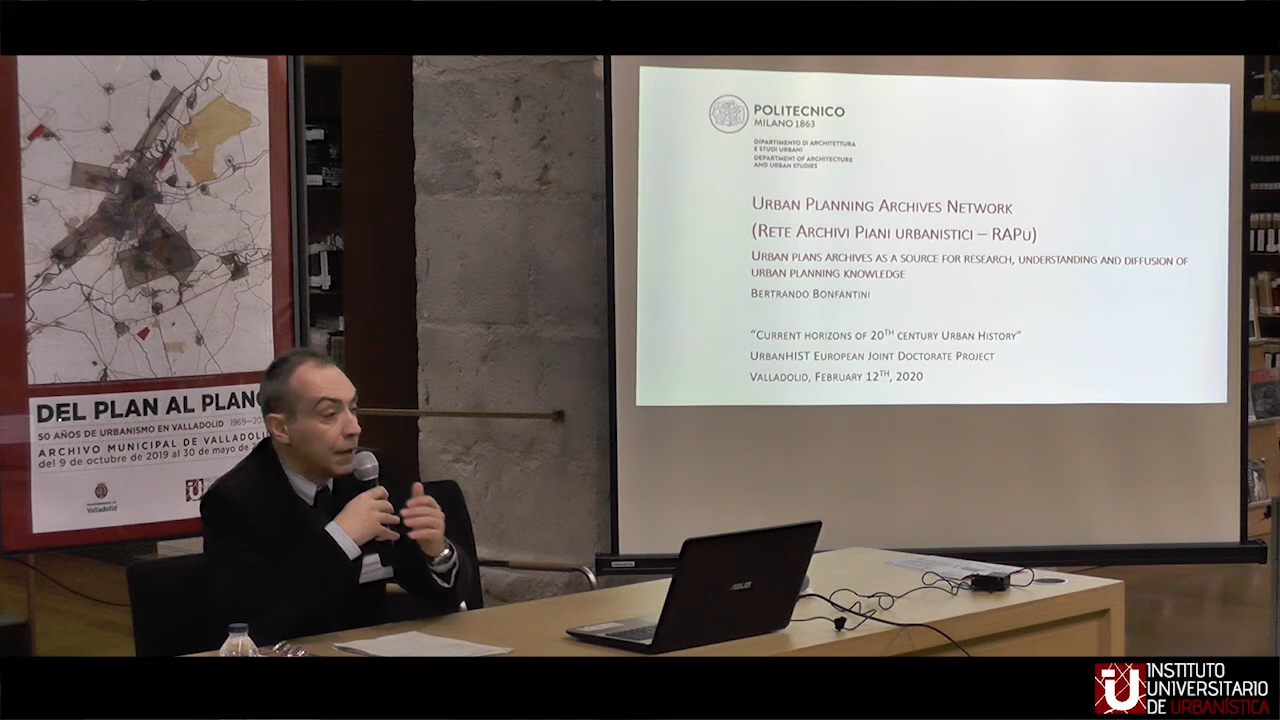 DEL PLAN AL PLANO
50 AÑOS DE URBANISMO EN VALLADOLID 1969-20
ARCHIVO MUNICIPAL DE VALLADOLI
del 9 de octubre de 2019 al 30 de mayo de
Valladolid
POLITECNICO
MILANO 1863
DIPARTIMENTO DI ARCHITETTURA
E STUDI URBANI
DEPARTMENT OF ARCHITECTURE
AND URBAN STUDIES
URBAN PLANNING ARCHIVES NETWORK
(RETE ARCHIVI PIANI URBANISTICI – RAPu)
URBAN PLANS ARCHIVES AS A SOURCE FOR RESEARCH, UNDERSTANDING AND DIFFUSION OF
URBAN PLANNING KNOWLEDGE
BERTRANDO BONFANTINI
“CURRENT HORIZONS OF 20TH CENTURY URBAN HISTORY”
URBANHIST EUROPEAN JOINT DOCTORATE PROJECT
VALLADOLID, FEBRUARY 12TH, 2020
ASUS
INSTITUTO
UNIVERSITARIO
DE URBANÍSTICA